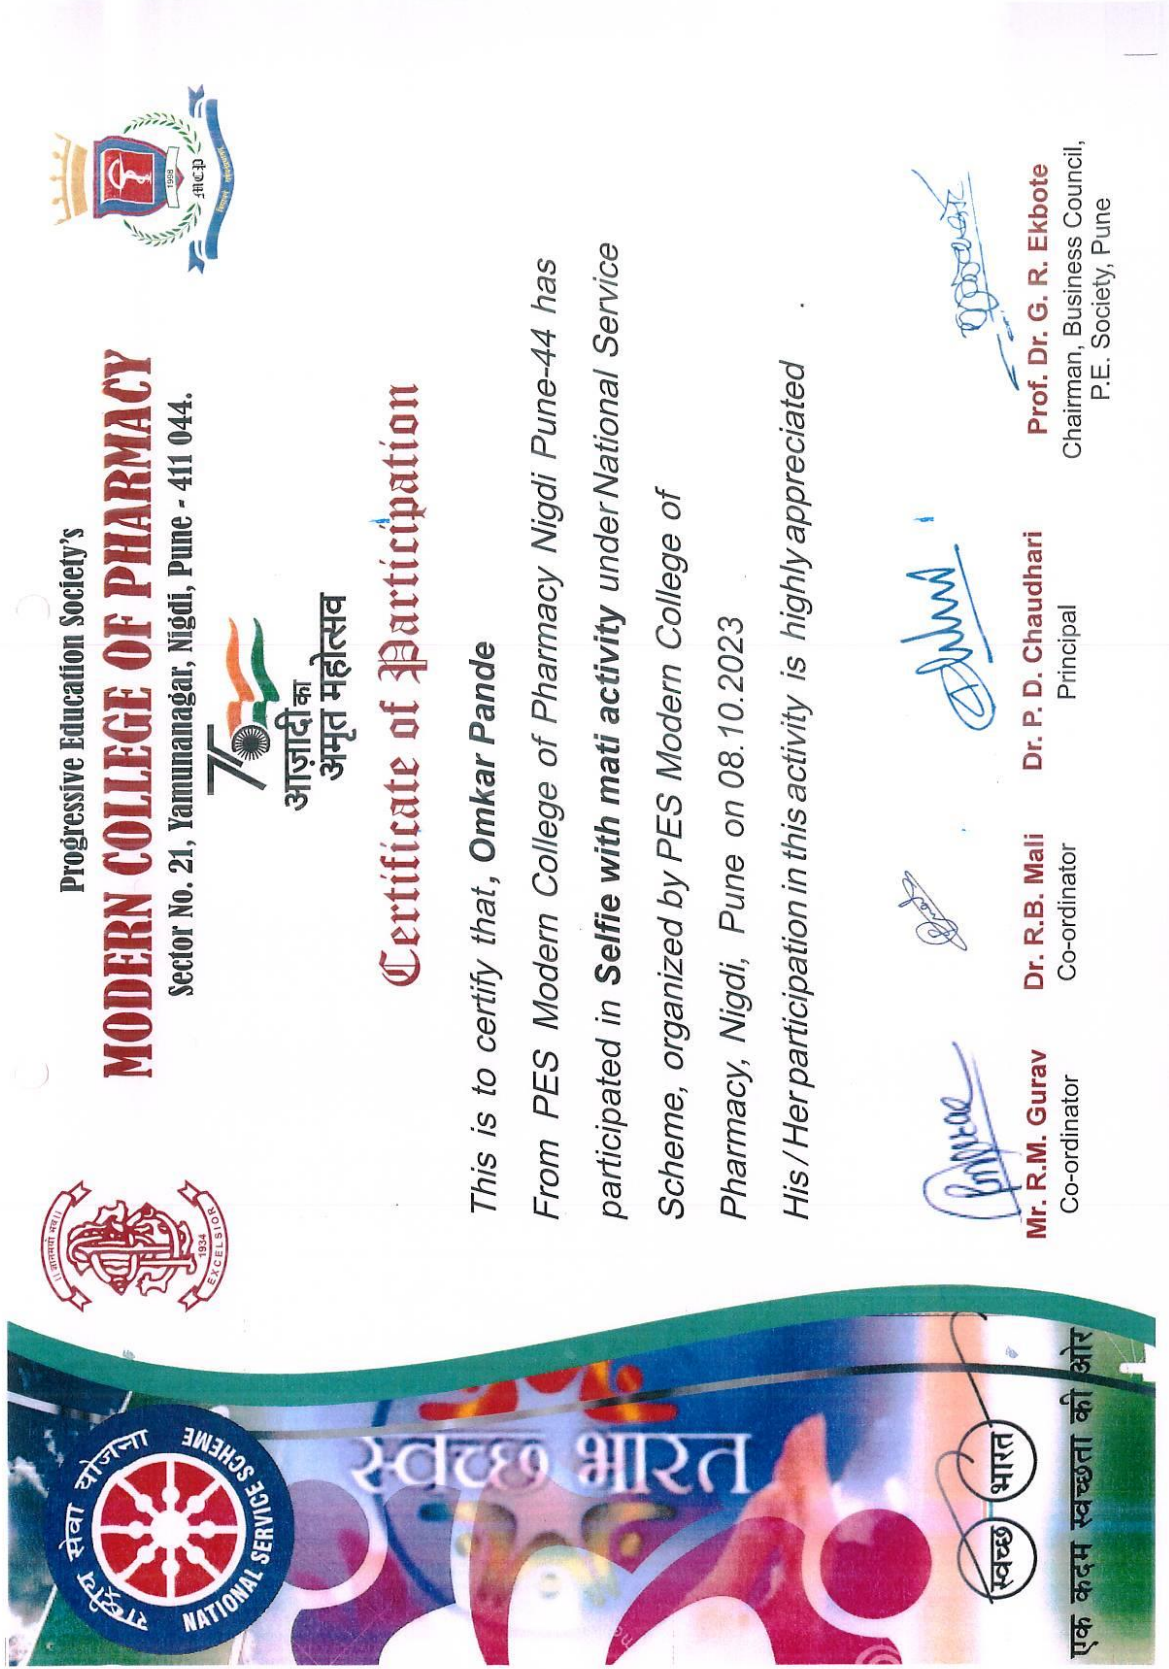 राष्ट्रीय सेवा योजना
NATIONAL SERVICE SCHEME
स्वच्छ भारत
स्वच्छ भारत
एक कदम स्वच्छता की ओर
।। ज्ञानमयो भव।।
1934
EXCELSIOR
Progressive Education Society's
MODERN COLLEGE OF PHARMACY
Sector No. 21, Yamunanagar, Nigdi, Pune - 411 044.
1998
MCP
75
आज़ादी का
अमृत महोत्सव
Certificate of Participation
This is to certify that, Omkar Pande
From PES Modern College of Pharmacy Nigdi Pune-44 has
participated in Selfie with mati activity under National Service
Scheme, organized by PES Modern College of
Pharmacy, Nigdi, Pune on 08.10.2023
His / Her participation in this activity is highly appreciated .
Mr. R.M. Gurav
Co-ordinator
Dr. R.B. Mali
Co-ordinator
Dr. P. D. Chaudhari
Principal
Prof. Dr. G. R. Ekbote
Chairman, Business Council,
P.E. Society, Pune